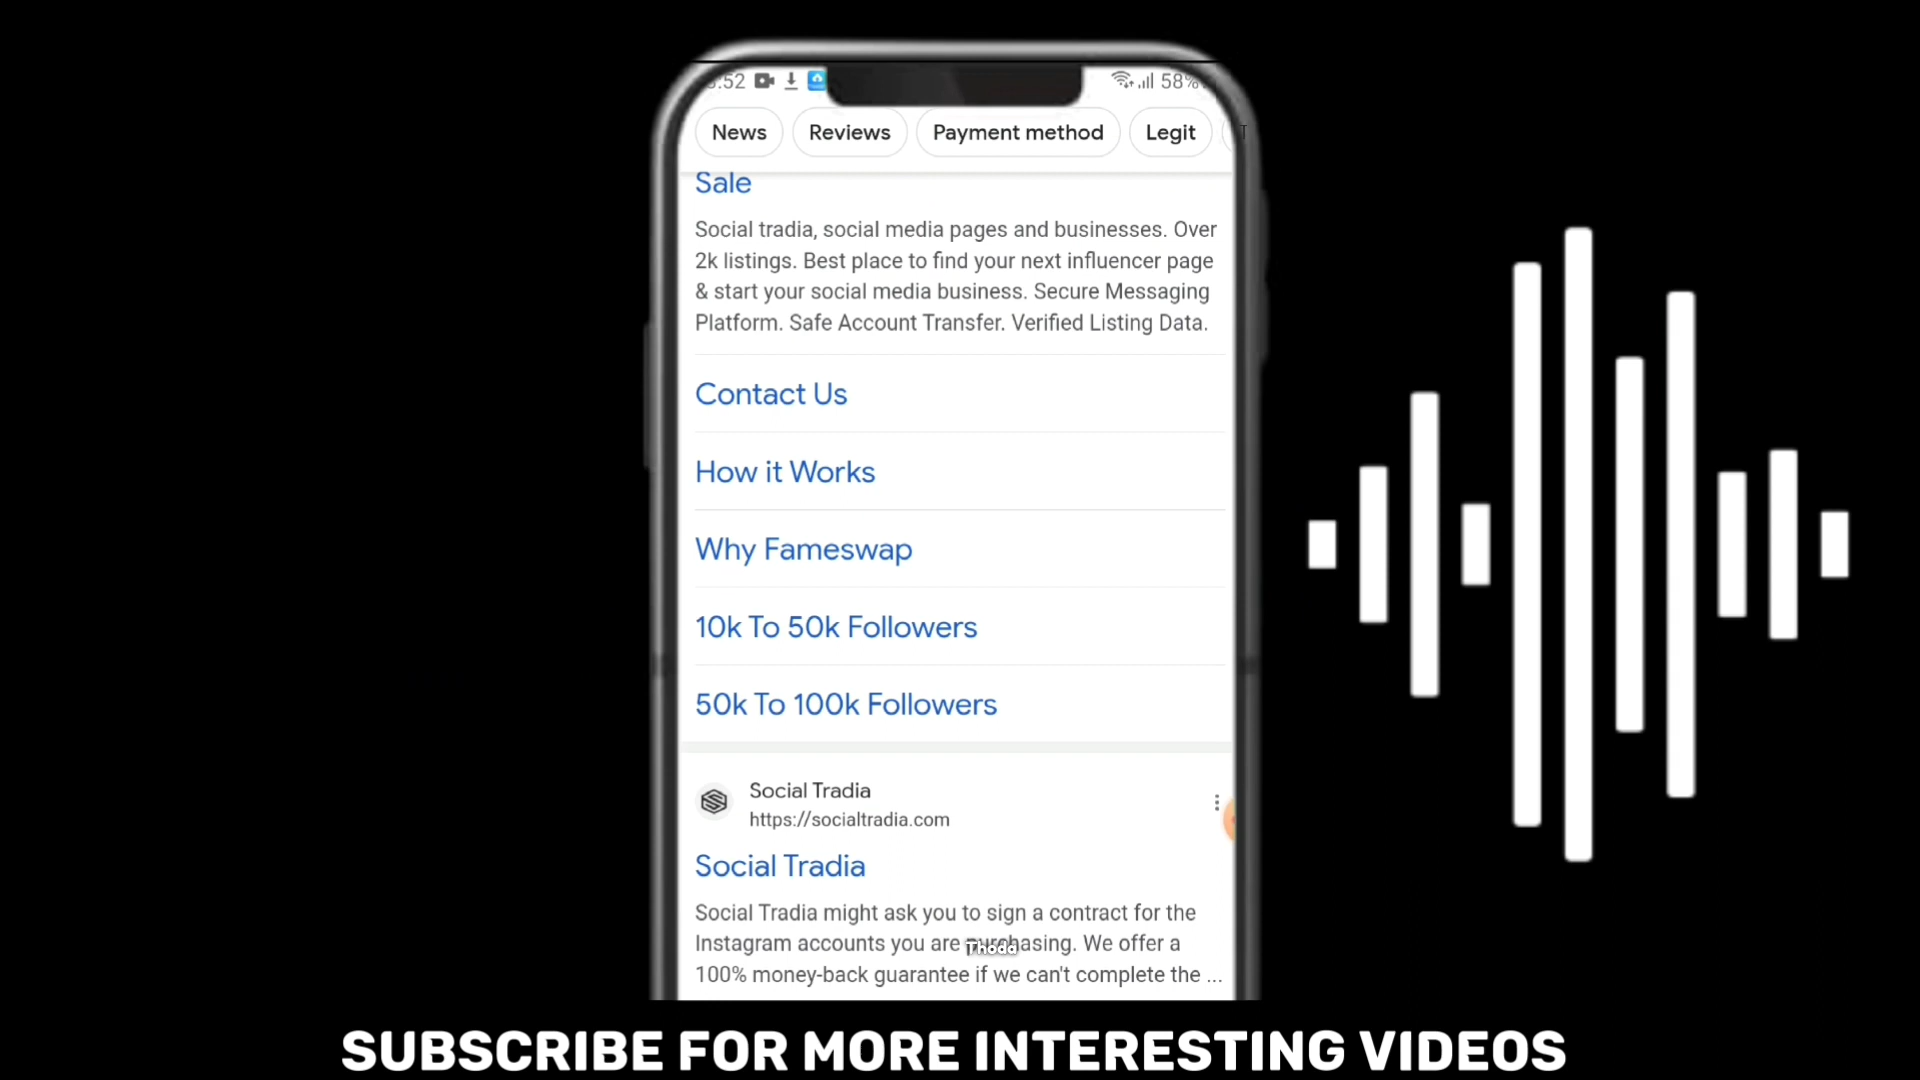 :52
58%
News
Reviews
Payment method
Legit
Sale
Social tradia, social media pages and businesses. Over
2k listings. Best place to find your next influencer page
& start your social media business. Secure Messaging
Platform. Safe Account Transfer. Verified Listing Data.
Contact Us
How it Works
Why Fameswap
10k To 50k Followers
50k To 100k Followers
Social Tradia
https://socialtradia.com
Social Tradia
Social Tradia might ask you to sign a contract for the
Instagram accounts you are purchasing. We offer a
Thoda
100% money-back guarantee if we can't complete the ...
SUBSCRIBE FOR MORE INTERESTING VIDEOS